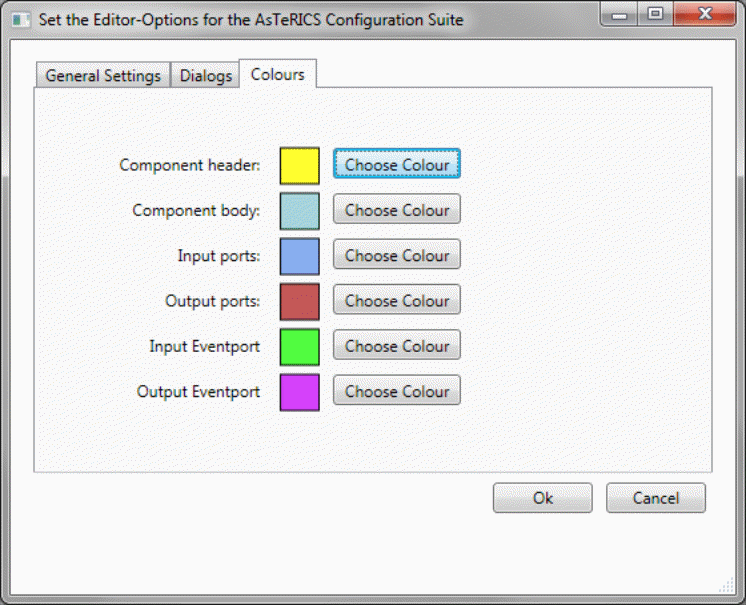 Set the Editor-Options for the AsTeRICS Configuration Suite
General Settings Dialogs Colours
Component header: Choose Colour
Component body: Choose Colour
Input ports: Choose Colour
Output ports: Choose Colour
Input Eventport Choose Colour
Output Eventport Choose Colour
Ok Cancel